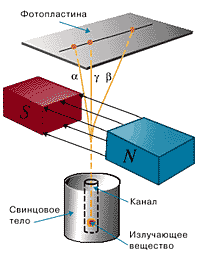 Фотопластина
α γ β
S
N
Свинцовое
тело
Канал
Излучающее
вещество